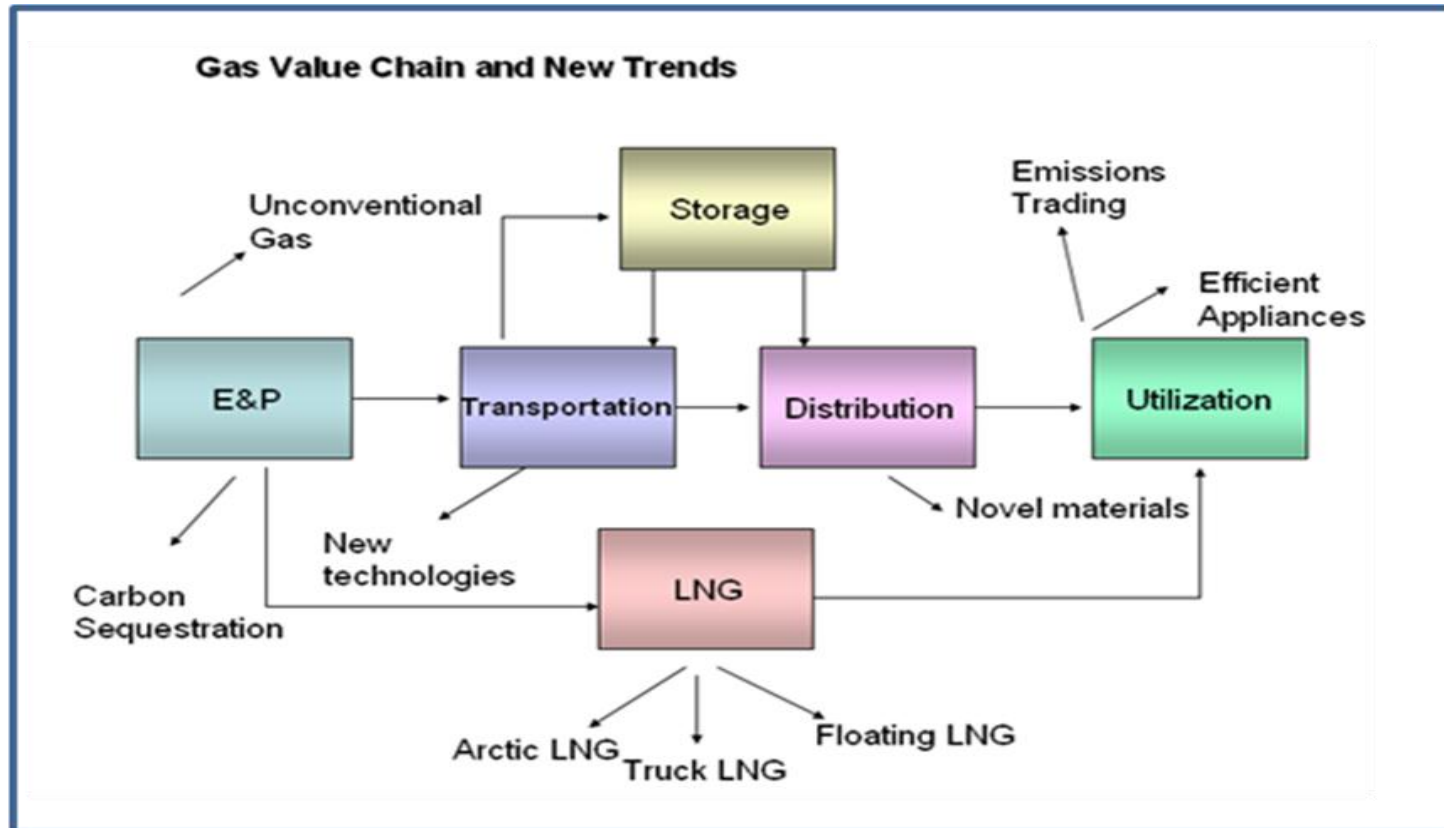 Gas Value Chain and New Trends
Unconventional
Gas
Storage
Emissions
Trading
Efficient
Appliances
E&P
Transportation
Distribution
Utilization
Carbon
Sequestration
New
technologies
LNG
Novel materials
Arctic LNG
Truck LNG
Floating LNG